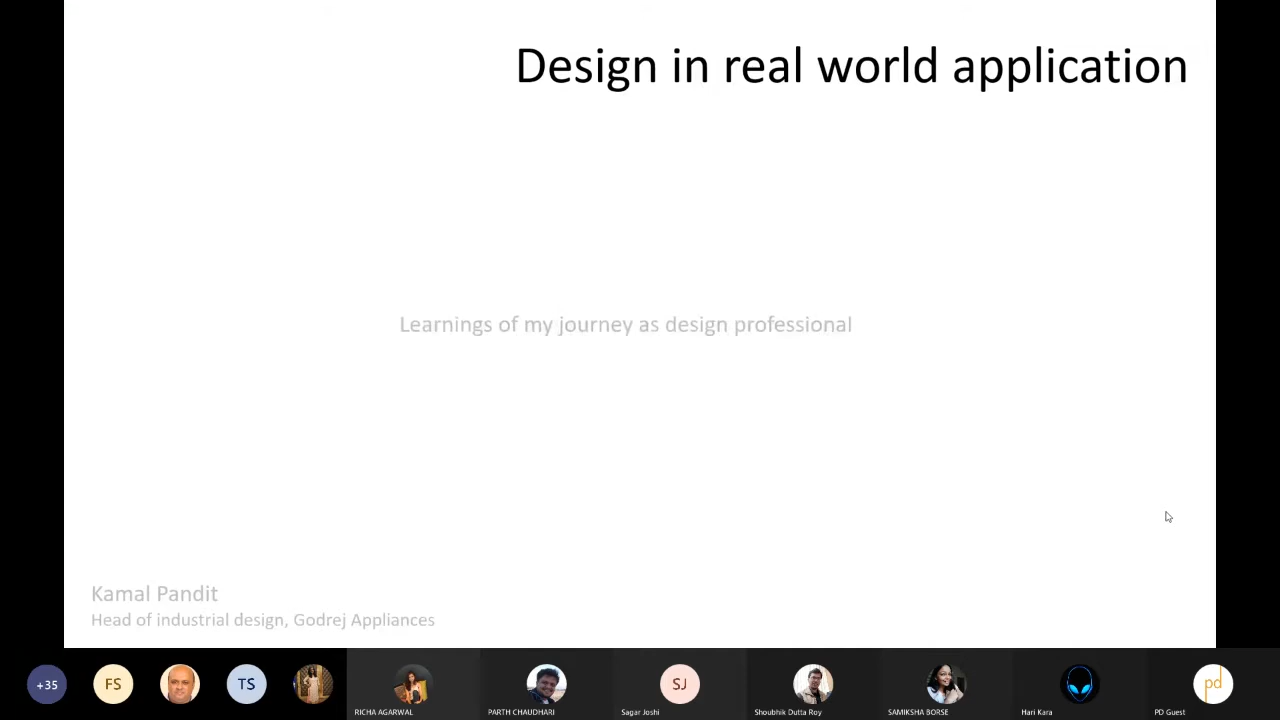 Design in real world application
Learnings of my journey as design professional
Kamal Pandit
Head of industrial design, Godrej Appliances
+35
FS
TS
RICHA AGARWAL
PARTH CHAUDHARI
SJ
Sagar Joshi
Shoubhik Dutta Roy
SAMIKSHA BORSE
Hari Kara
pd
PD Guest